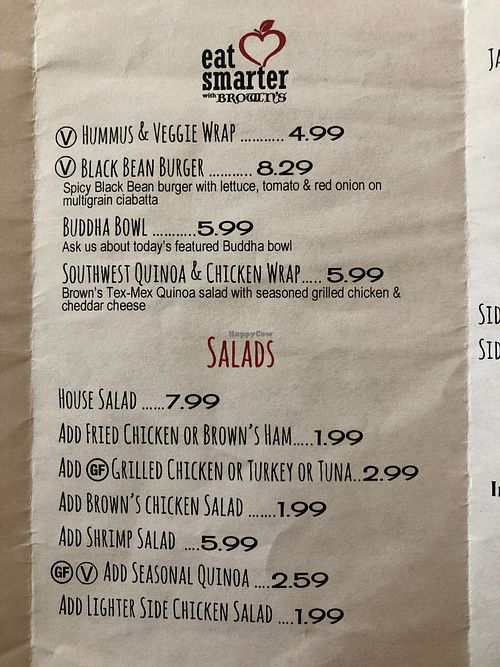 eat
smarter
with BROWN'S
V HUMMUS & VEGGIE WRAP ........... 4.99
V BLACK BEAN BURGER ........... 8.29
Spicy Black Bean burger with lettuce, tomato & red onion on
multigrain ciabatta
BUDDHA BOWL ...........5.99
Ask us about today's featured Buddha bowl
SOUTHWEST QUINOA & CHICKEN WRAP..... 5.99
Brown's Tex-Mex Quinoa salad with seasoned grilled chicken &
cheddar cheese
HappyCow
SALADS
HOUSE SALAD ......7.99
ADD FRIED CHICKEN OR BROWN'S HAM.....1.99
ADD GF GRILLED CHICKEN OR TURKEY OR TUNA..2.99
ADD BROWN'S CHICKEN SALAD .......1.99
ADD SHRIMP SALAD ....5.99
GF V ADD SEASONAL QUINOA ....2.59
ADD LIGHTER SIDE CHICKEN SALAD ....1.99